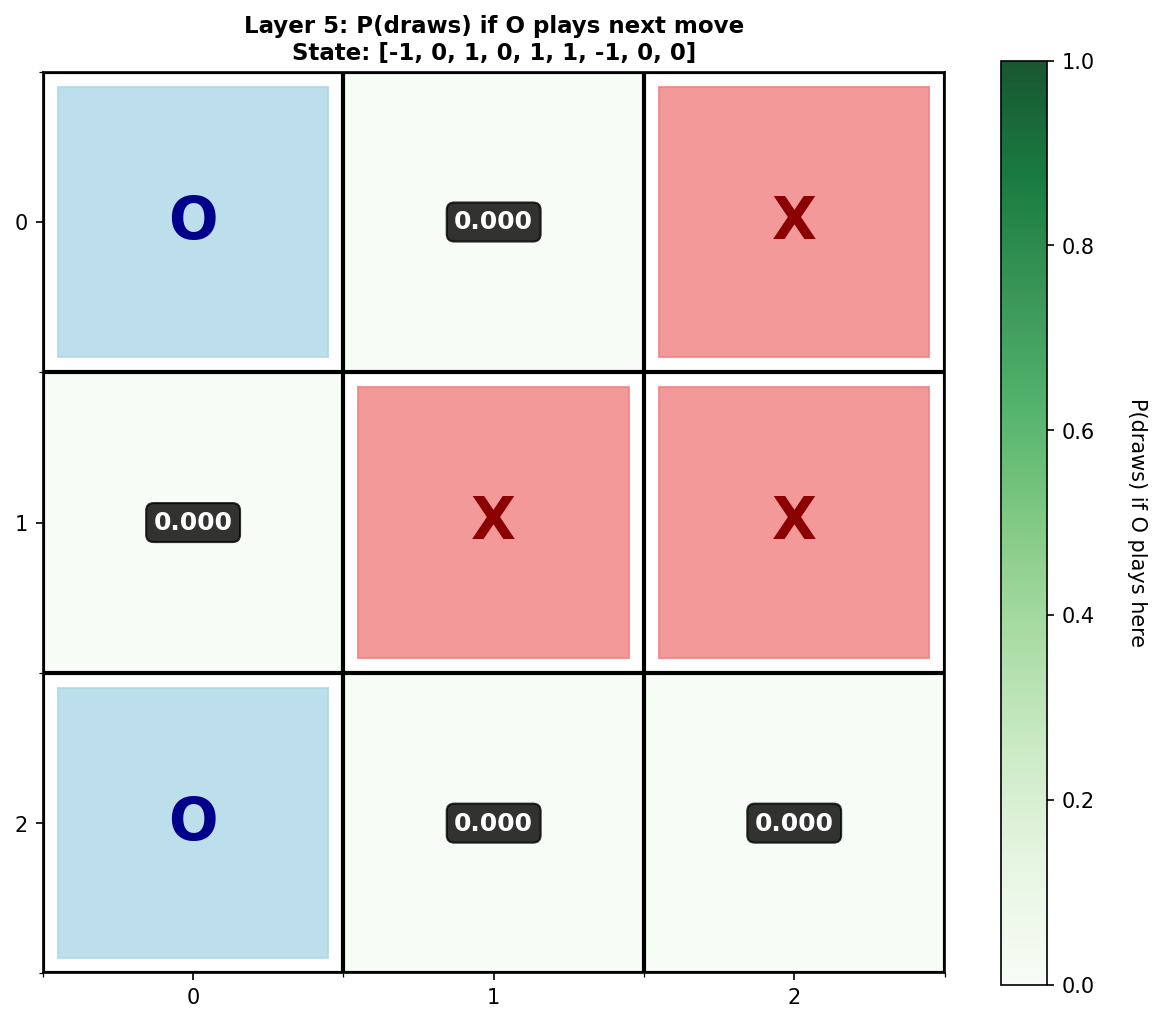 Layer 5: P(draws) if O plays next move
State: [-1, 0, 1, 0, 1, 1, -1, 0, 0]
0
O
0.000
X
1
0.000
X
X
2
O
0.000
0.000
0
1
2
1.0
0.8
0.6
0.4
0.2
0.0
P(draws) if O plays here